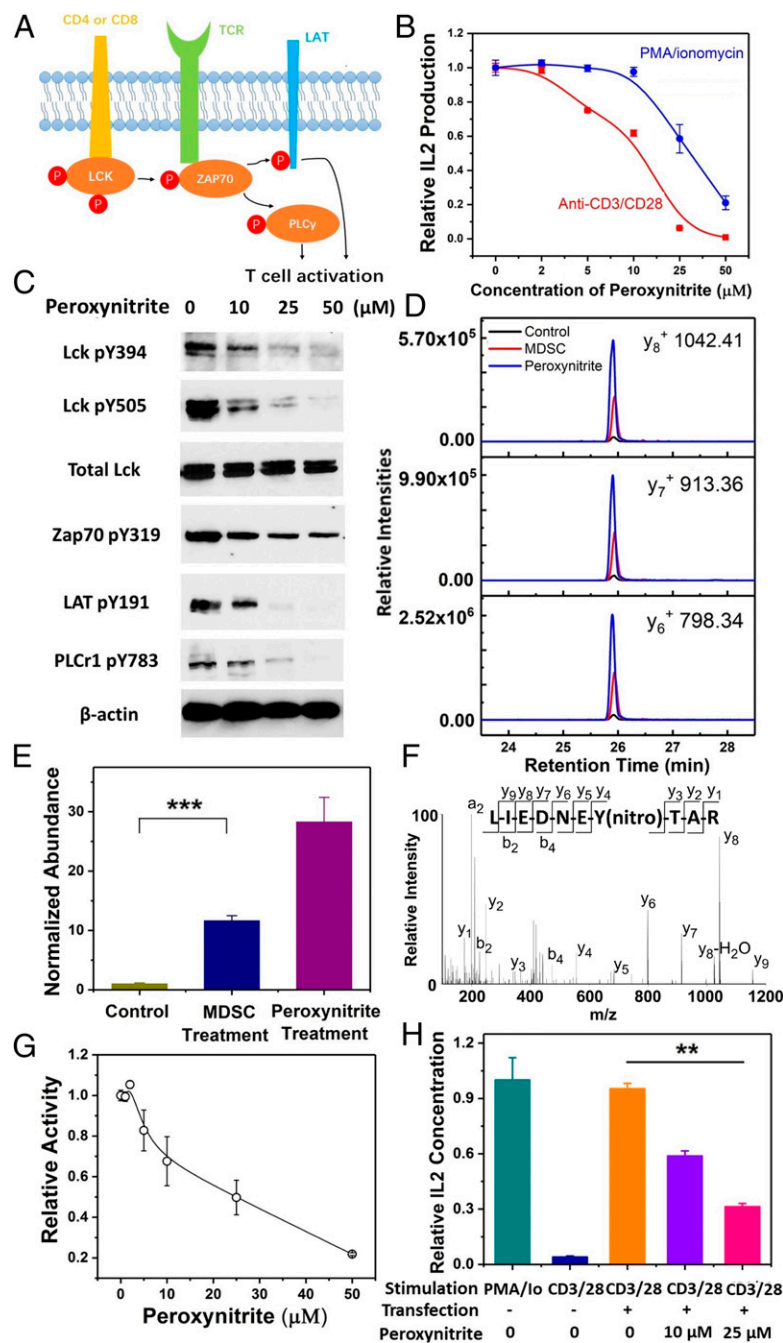 A
CD4 or CD8
TCR
LAT
P
LCK
P
P
ZAP70
P
P
PLCγ
T cell activation
B
Relative IL2 Production
1.2
1.0
0.8
0.6
0.4
0.2
0.0
PMA/ionomycin
Anti-CD3/CD28
0 2 5 10 25 50
Concentration of Peroxynitrite (μM)
C
Peroxynitrite 0 10 25 50 (μM)
Lck pY394
Lck pY505
Total Lck
Zap70 pY319
LAT pY191
PLCr1 pY783
β-actin
D
Relative Intensities
5.70x10⁵
0.00
Control
MDSC
Peroxynitrite
y₈⁺ 1042.41
9.90x10⁵
0.00
y₇⁺ 913.36
2.52x10⁶
0.00
y₆⁺ 798.34
24 25 26 27 28
Retention Time (min)
E
Normalized Abundance
30
20
10
0
***
Control
MDSC Treatment
Peroxynitrite Treatment
F
Relative Intensity
100
0
y₉ y₈ y₇ y₆ y₅ y₄ y₃ y₂ y₁
L-I-E-D-N-E-Y(nitro)-T-A-R
b₂ b₄
a₂
y₁
b₂
y₂
y₃
b₄
y₄
y₅
y₆
y₇
y₈-H₂O
y₈
y₉
200 400 600 800 1000 1200
m/z
G
Relative Activity
1.4
1.2
1.0
0.8
0.6
0.4
0.2
0 10 20 30 40 50
Peroxynitrite (μM)
H
Relative IL2 Concentration
1.2
0.9
0.6
0.3
0.0
**
Stimulation PMA/Io CD3/28 CD3/28 CD3/28 CD3/28
Transfection - - + + +
Peroxynitrite 0 0 0 10 μM 25 μM